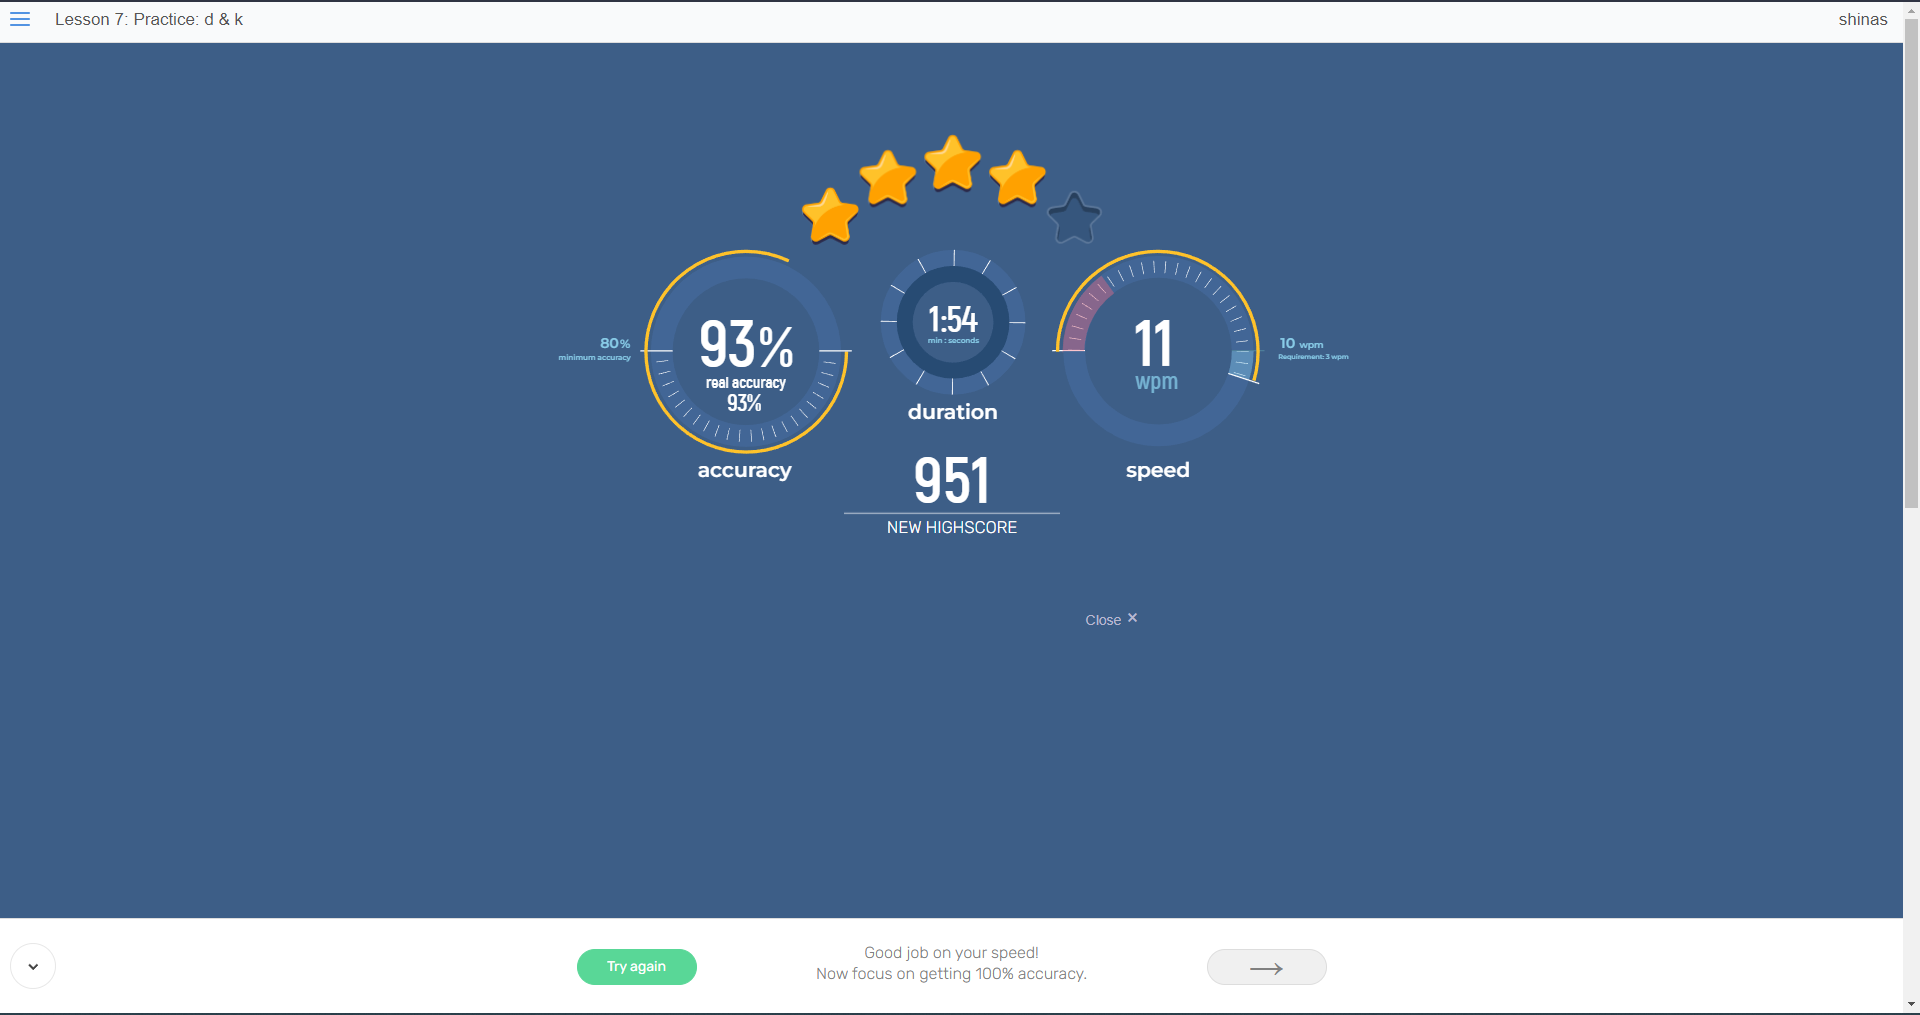 Lesson 7: Practice: d & k
shinas
80%
minimum accuracy
93%
real accuracy
93%
accuracy
1:54
min : seconds
duration
951
NEW HIGHSCORE
11
wpm
speed
10 wpm
Requirement: 3 wpm
Close ×
Try again
Good job on your speed!
Now focus on getting 100% accuracy.